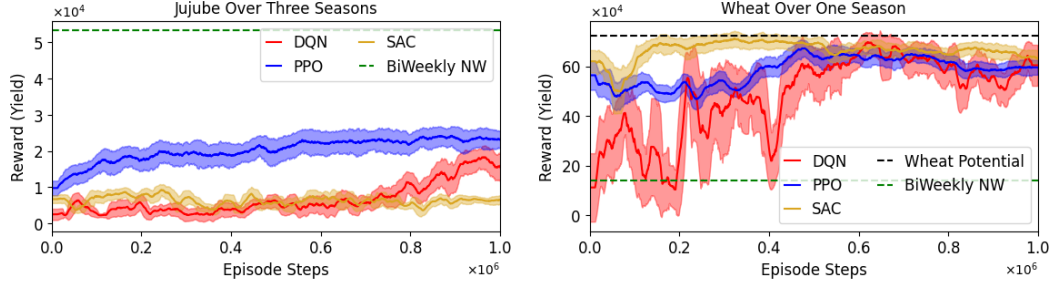 Jujube Over Three Seasons
×10⁴
Reward (Yield)
5
4
3
2
1
0
DQN
PPO
SAC
BiWeekly NW
0.0
0.2
0.4
0.6
0.8
1.0
Episode Steps
×10⁶
Wheat Over One Season
×10⁴
Reward (Yield)
60
40
20
0
DQN
PPO
SAC
Wheat Potential
BiWeekly NW
0.0
0.2
0.4
0.6
0.8
1.0
Episode Steps
×10⁶